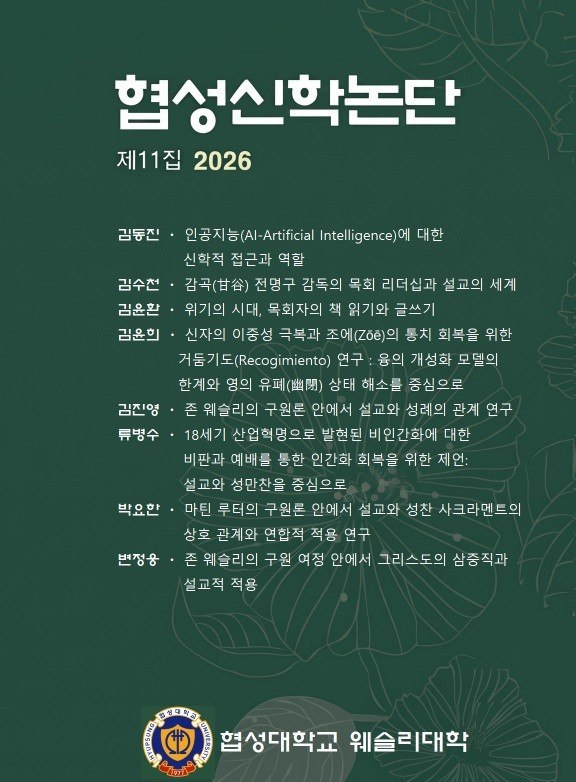 협성신학논단
제11집 2026
김동진 · 인공지능(AI-Artificial Intelligence)에 대한
신학적 접근과 역할
김수천 · 감곡(甘谷) 전명구 감독의 목회 리더십과 설교의 세계
김윤환 · 위기의 시대, 목회자의 책 읽기와 글쓰기
김윤희 · 신자의 이중성 극복과 조에(Zōē)의 통치 회복을 위한
거둠기도(Recogimiento) 연구 : 융의 개성화 모델의
한계와 영의 유폐(幽閉) 상태 해소를 중심으로
김진영 · 존 웨슬리의 구원론 안에서 설교와 성례의 관계 연구
류병수 · 18세기 산업혁명으로 발현된 비인간화에 대한
비판과 예배를 통한 인간화 회복을 위한 제언:
설교와 성만찬을 중심으로
박요한 · 마틴 루터의 구원론 안에서 설교와 성찬 사크라멘트의
상호 관계와 연합적 적용 연구
변정용 · 존 웨슬리의 구원 여정 안에서 그리스도의 삼중직과
설교적 적용
협성대학교
HYUPSUNG UNIVERSITY
1977
협성대학교 웨슬리대학